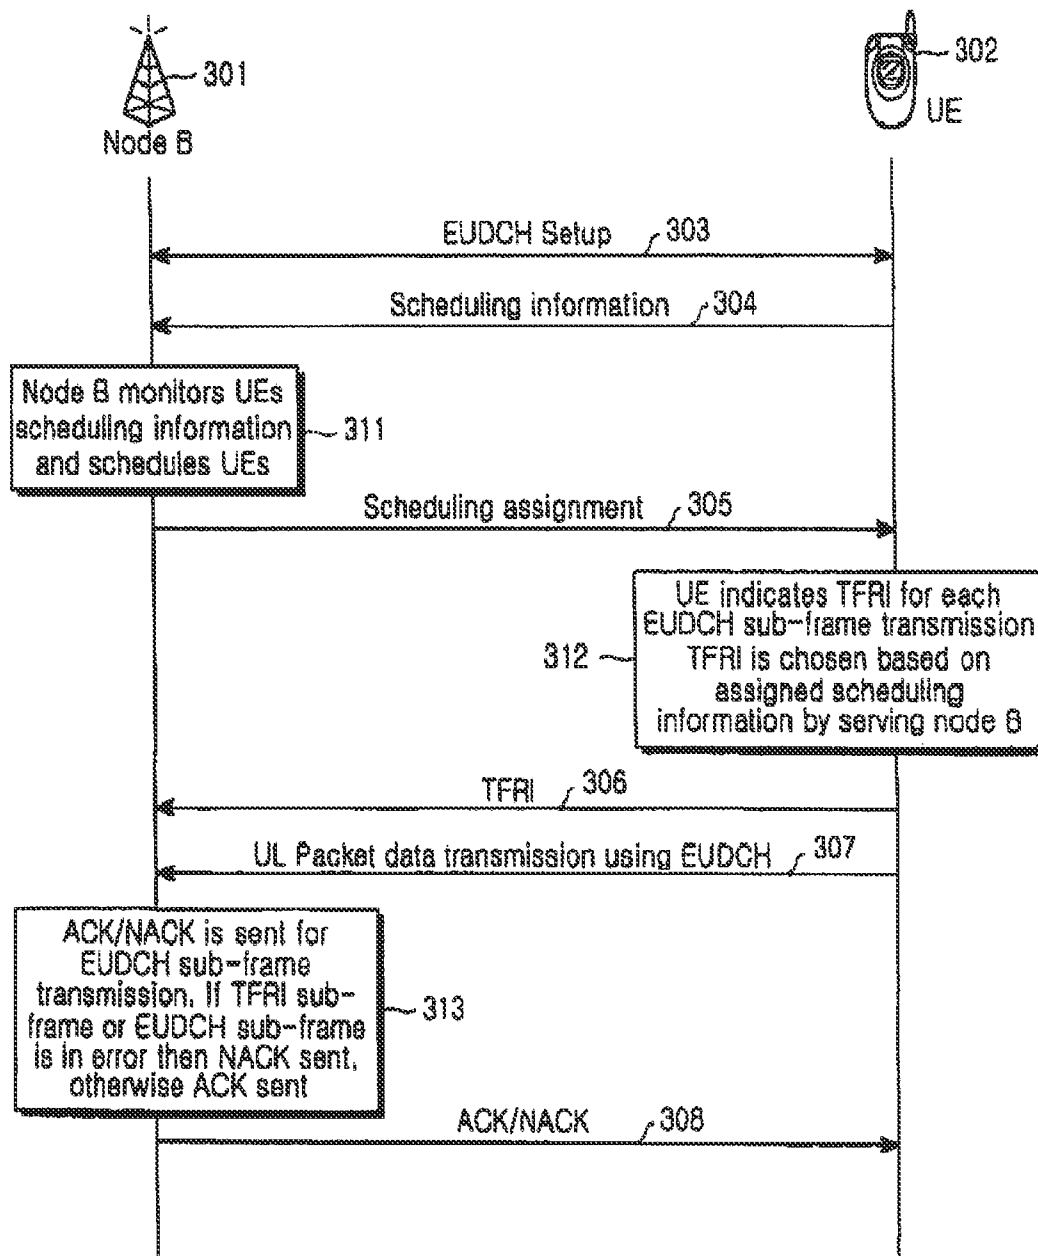 301
302
Node B
UE
EUDCH Setup
303
Scheduling information
304
Node B monitors UEs
scheduling information
and schedules UEs
311
Scheduling assignment
305
UE indicates TFRI for each
EUDCH sub-frame transmission
TFRI is chosen based on
assigned scheduling
information by serving node B
312
TFRI
306
UL Packet data transmission using EUDCH
307
ACK/NACK is sent for
EUDCH sub-frame
transmission. If TFRI sub-
frame or EUDCH sub-frame
is in error then NACK sent,
otherwise ACK sent
313
ACK/NACK
308